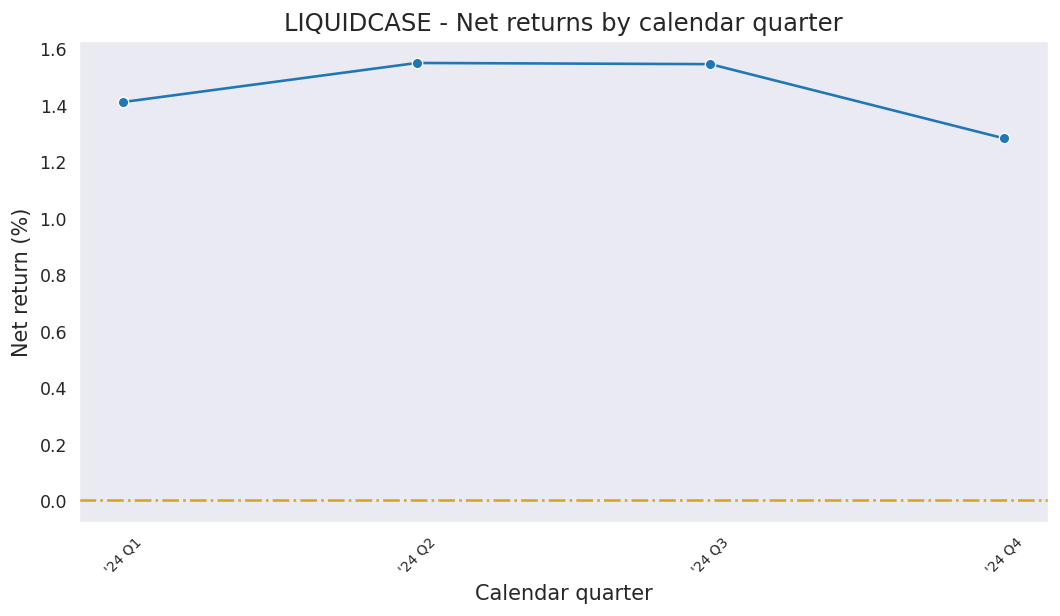 LIQUIDCASE - Net returns by calendar quarter
Net return (%)
1.6
1.4
1.2
1.0
0.8
0.6
0.4
0.2
0.0
'24 Q1
'24 Q2
'24 Q3
'24 Q4
Calendar quarter